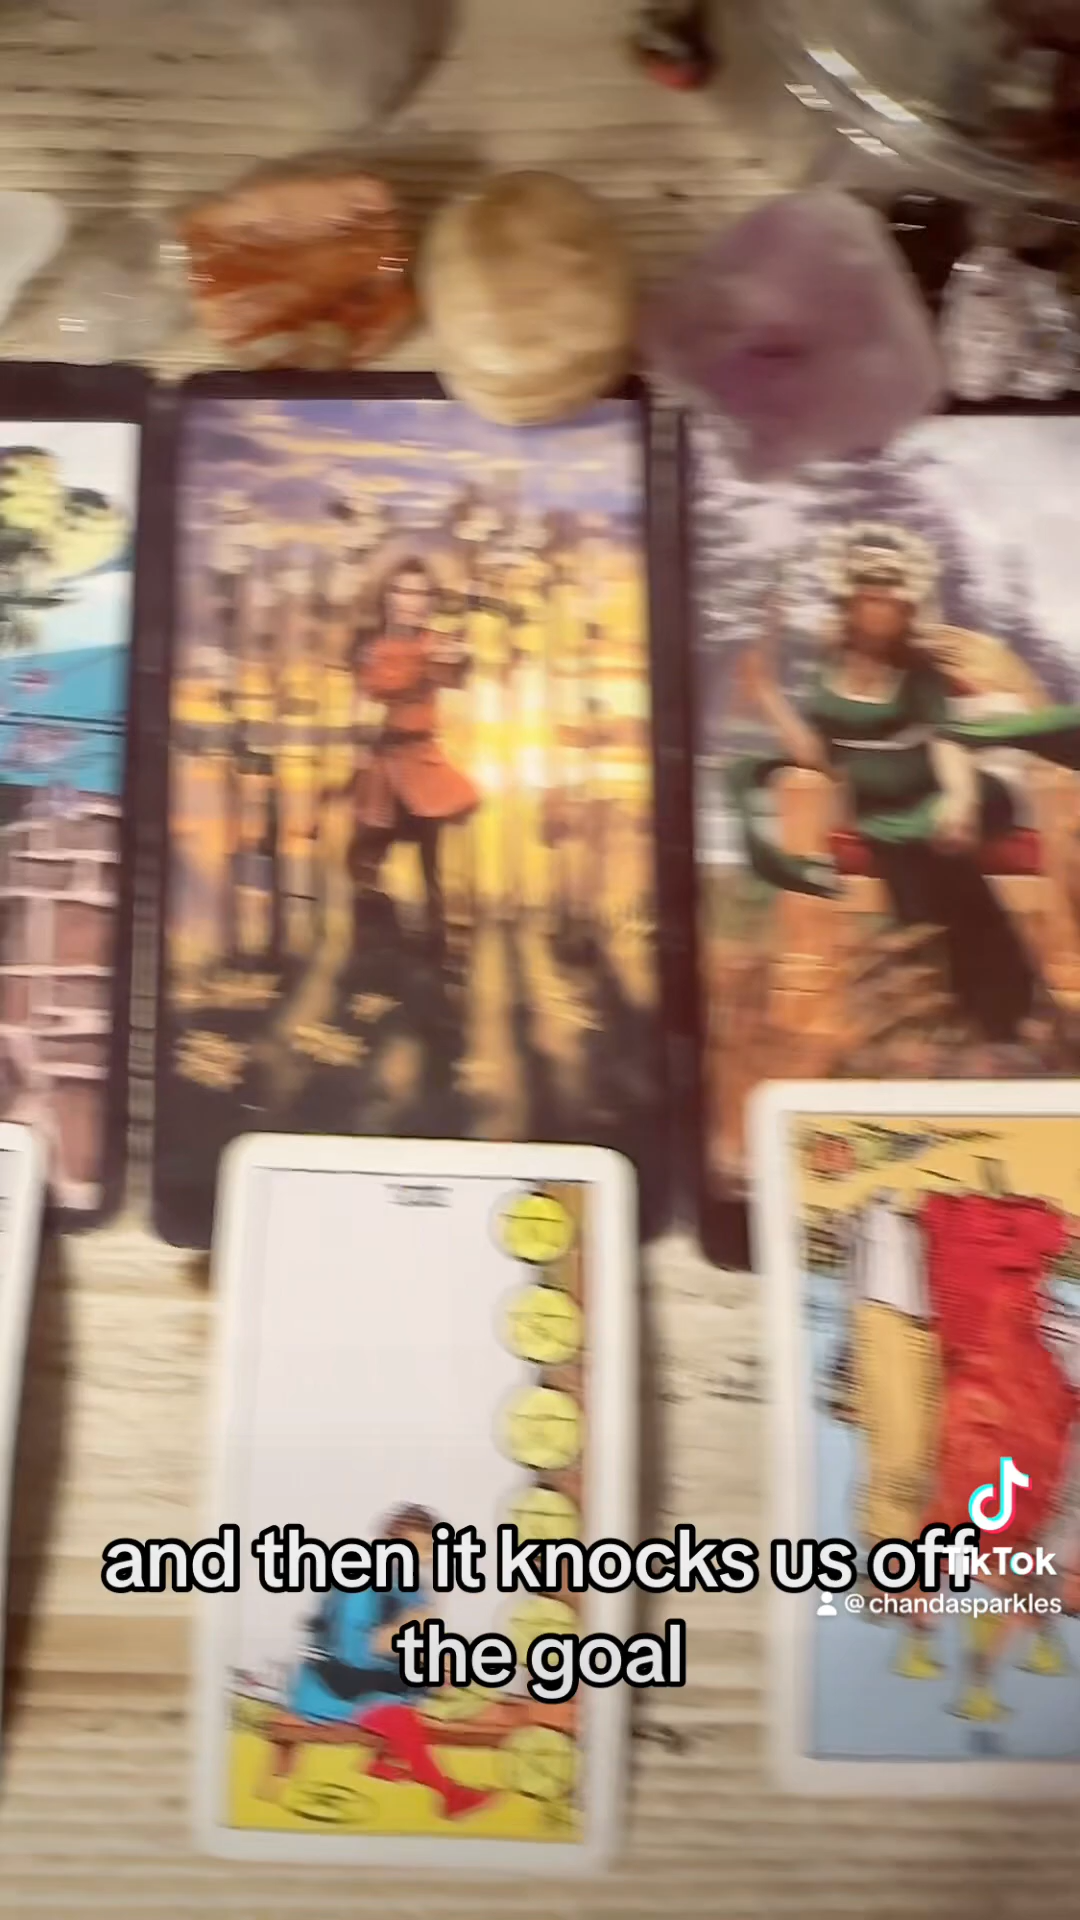 and then it knocks us off
the goal
TikTok
@chandasparkles